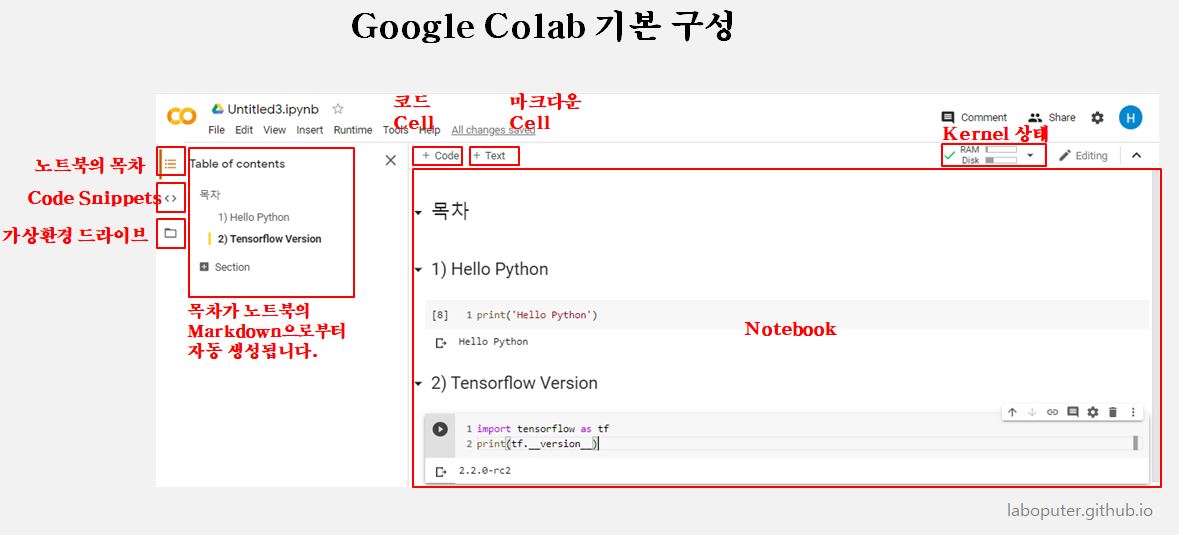 Google Colab 기본 구성
Untitled3.ipynb
File Edit View Insert Runtime Tools Help All changes saved
코드
Cell
마크다운
Cell
Comment Share H
Kernel 상태
노트북의 목차
Code Snippets
가상환경 드라이브
Table of contents
목차
1) Hello Python
2) Tensorflow Version
Section
목차가 노트북의
Markdown으로부터
자동 생성됩니다.
+ Code + Text
RAM
Disk
Editing
목차
1) Hello Python
[8] 1 print('Hello Python')
Hello Python
Notebook
2) Tensorflow Version
1 import tensorflow as tf
2 print(tf.__version__)
2.2.0-rc2
laboputer.github.io